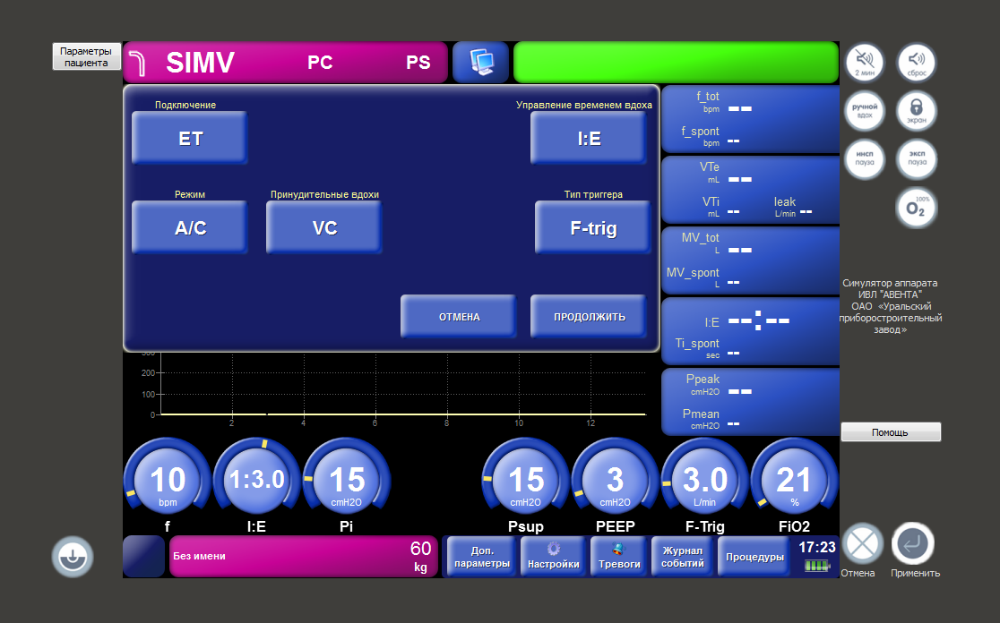 Параметры
пациента
SIMV PC PS
2 мин
сброс
Подключение
ET
Управление временем вдоха
I:E
Режим
A/C
Принудительные вдохи
VC
Тип триггера
F-trig
ОТМЕНА
ПРОДОЛЖИТЬ
f_tot
bpm --
f_spont
bpm --
VTe
mL --
VTi
mL --
leak
L/min --
MV_tot
L --
MV_spont
L --
I:E --:--
Ti_spont
sec --
Ppeak
cmH2O --
Pmean
cmH2O --
ручной
вдох
экран
инсп
пауза
эксп
пауза
100%
O2
Симулятор аппарата
ИВЛ "АВЕНТА"
ОАО «Уральский
приборостроительный
завод»
300
200
100
0
2 4 6 8 10 12
Помощь
10
bpm
f
1:3.0
I:E
15
cmH2O
Pi
15
cmH2O
Psup
3
cmH2O
PEEP
3.0
L/min
F-Trig
21
%
FiO2
Без имени
60
kg
Доп.
параметры
Настройки
Тревоги
Журнал
событий
Процедуры
17:23
Отмена
Применить